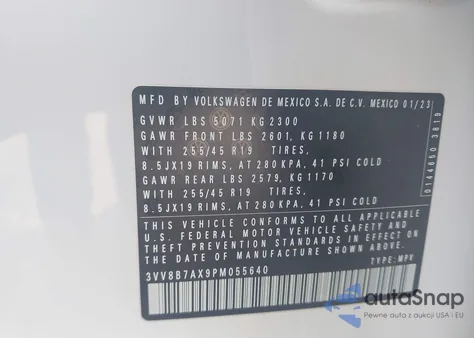 MFD BY VOLKSWAGEN DE MEXICO S.A. DE C.V. MEXICO 01/23
GVWR LBS 5071 KG 2300
GAWR FRONT LBS 2601, KG 1180
WITH 255/45 R19 TIRES,
8.5JX19 RIMS, AT 280 KPA, 41 PSI COLD
GAWR REAR LBS 2579, KG 1170
WITH 255/45 R19 TIRES,
8.5JX19 RIMS, AT 280 KPA, 41 PSI COLD
THIS VEHICLE CONFORMS TO ALL APPLICABLE
U.S. FEDERAL MOTOR VEHICLE SAFETY AND
THEFT PREVENTION STANDARDS IN EFFECT ON
THE DATE OF MANUFACTURE SHOWN ABOVE.
3VV8B7AX9PM055640 TYPE: MPV
0144650 3819
autaSnap
Pewne auta z aukcji USA i EU